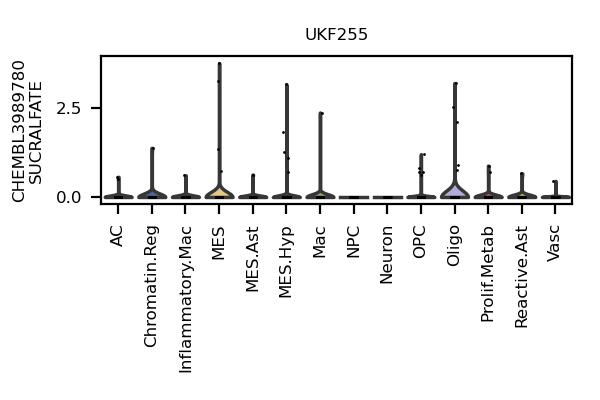 UKF255
CHEMBL3989780
SUCRALFATE
2.5
0.0
AC
Chromatin.Reg
Inflammatory.Mac
MES
MES.Ast
MES.Hyp
Mac
NPC
Neuron
OPC
Oligo
Prolif.Metab
Reactive.Ast
Vasc